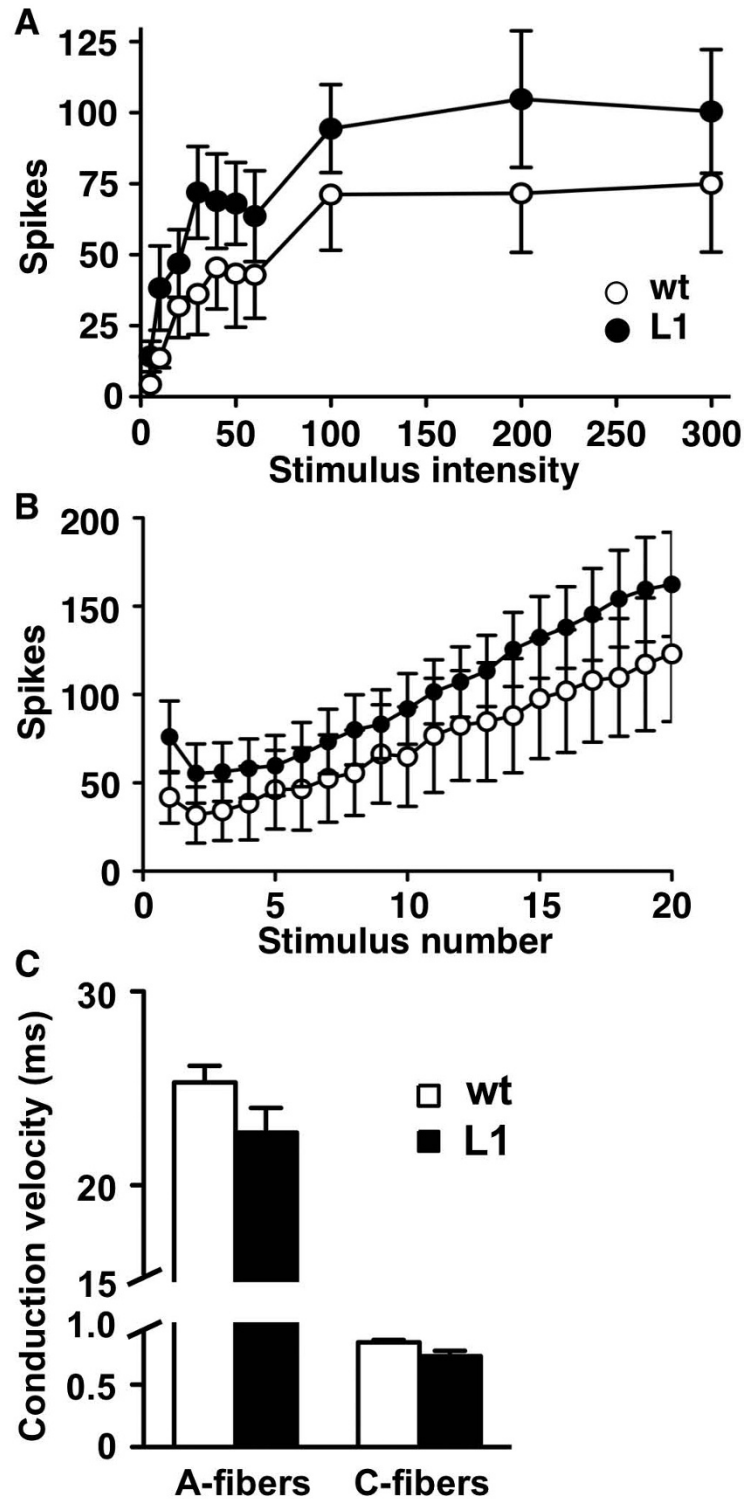 A
125
100
75
50
25
0
Spikes
wt
L1
0 50 100 150 200 250 300
Stimulus intensity
B
200
150
100
50
0
Spikes
0 5 10 15 20
Stimulus number
C
30
20
15
1.0
0.5
0
Conduction velocity (ms)
wt
L1
A-fibers C-fibers